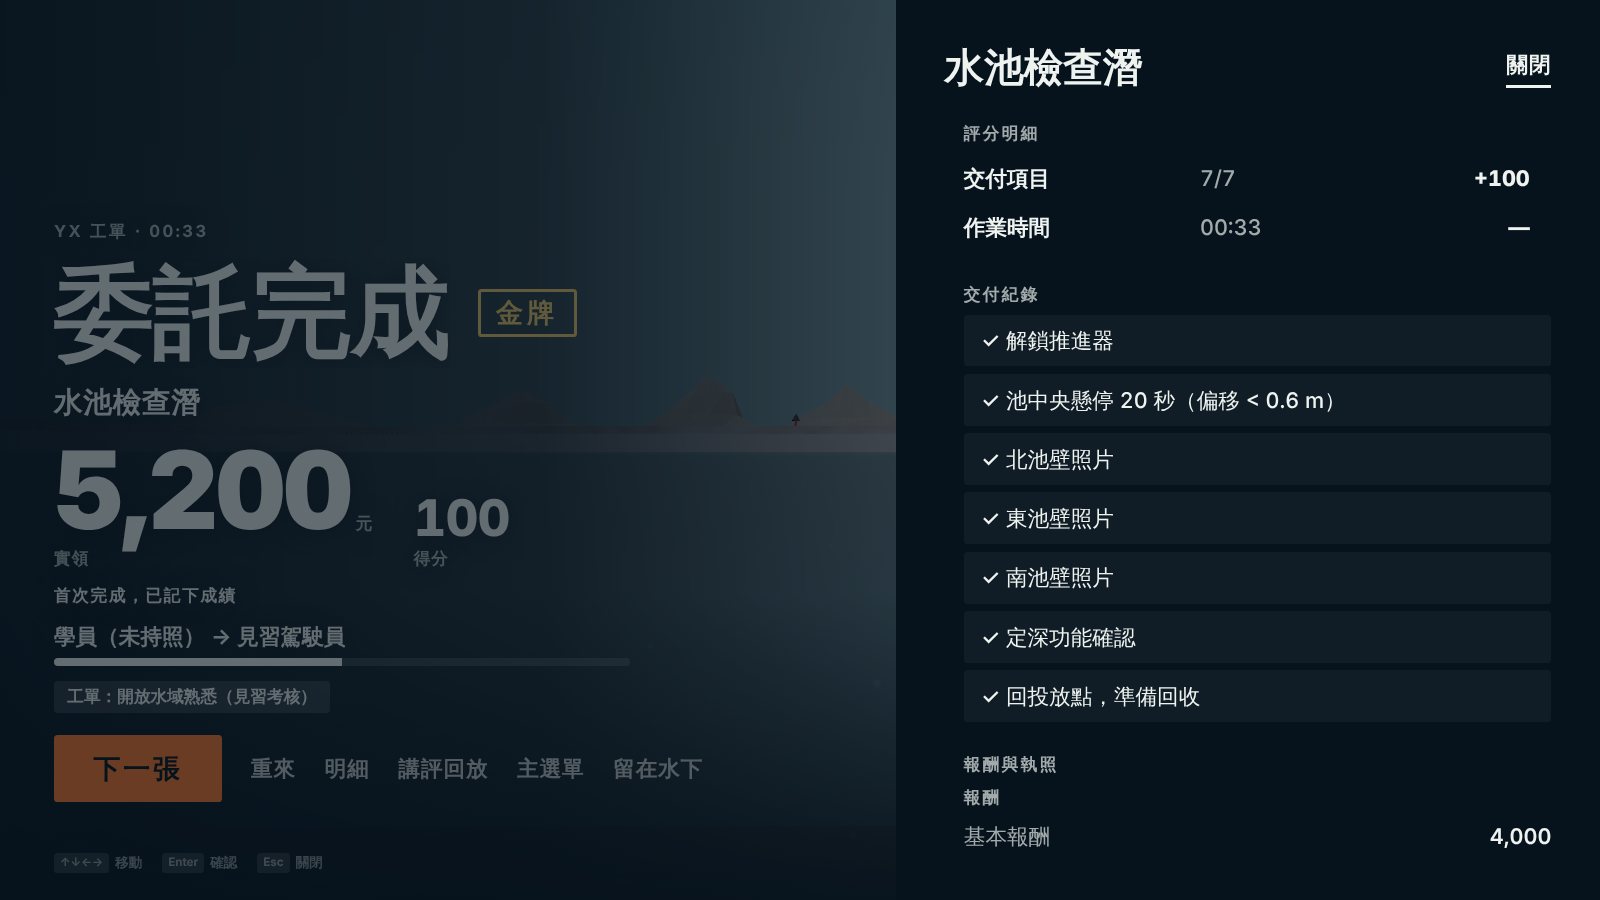 YX 工單 · 00:33
委託完成 金牌
水池檢查潛
5,200 元 100
實領 得分
首次完成，已記下成績
學員（未持照） → 見習駕駛員
工單：開放水域熟悉（見習考核）
下一張 重來 明細 講評回放 主選單 留在水下
↑↓←→ 移動 Enter 確認 Esc 關閉
水池檢查潛 關閉
評分明細
交付項目 7/7 +100
作業時間 00:33 —
交付紀錄
✓ 解鎖推進器
✓ 池中央懸停 20 秒（偏移 < 0.6 m）
✓ 北池壁照片
✓ 東池壁照片
✓ 南池壁照片
✓ 定深功能確認
✓ 回投放點，準備回收
報酬與執照
報酬
基本報酬 4,000